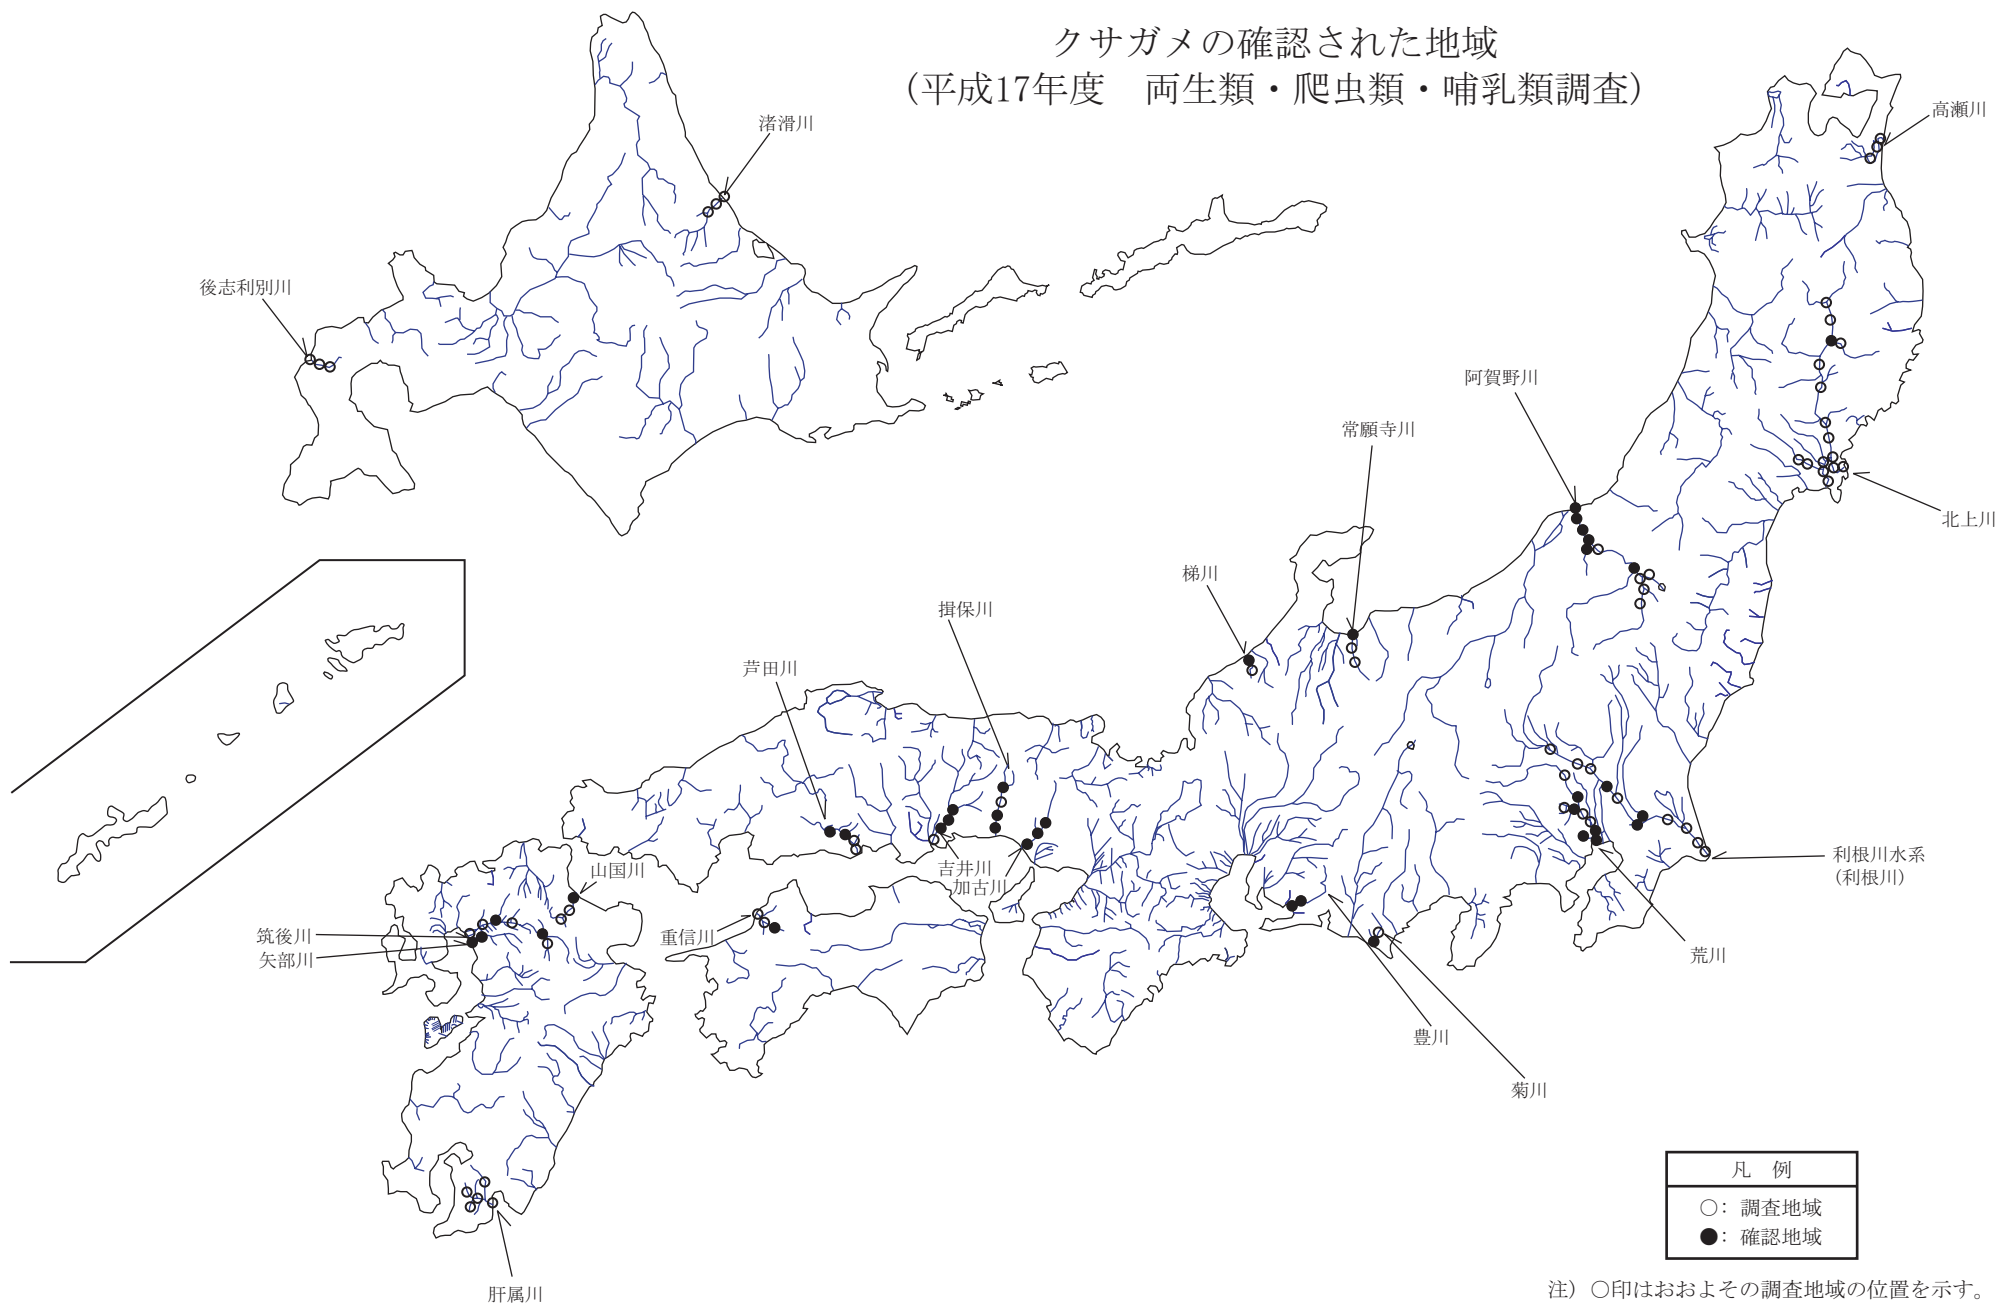 クサガメの確認された地域
(平成17年度　両生類・爬虫類・哺乳類調査)
渚滑川
高瀬川
後志利別川
阿賀野川
常願寺川
北上川
梯川
揖保川
芦田川
山国川
吉井川
加古川
利根川水系
(利根川)
筑後川
矢部川
重信川
荒川
豊川
菊川
肝属川
凡　例
○： 調査地域
●： 確認地域
注）○印はおおよその調査地域の位置を示す。